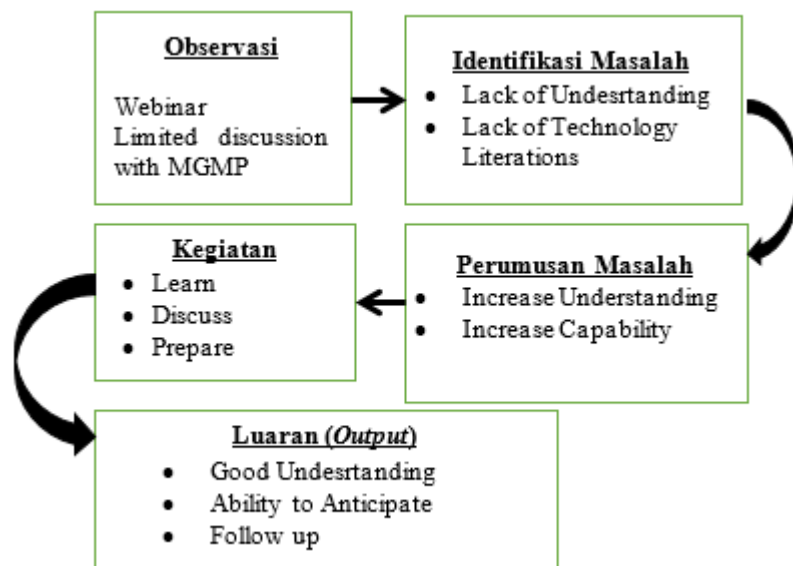 Observasi
Webinar
Limited discussion
with MGMP
Identifikasi Masalah
• Lack of Undesrtanding
• Lack of Technology
Literations
Kegiatan
• Learn
• Discuss
• Prepare
Perumusan Masalah
• Increase Understanding
• Increase Capability
Luaran (Output)
• Good Undesrtanding
• Ability to Anticipate
• Follow up